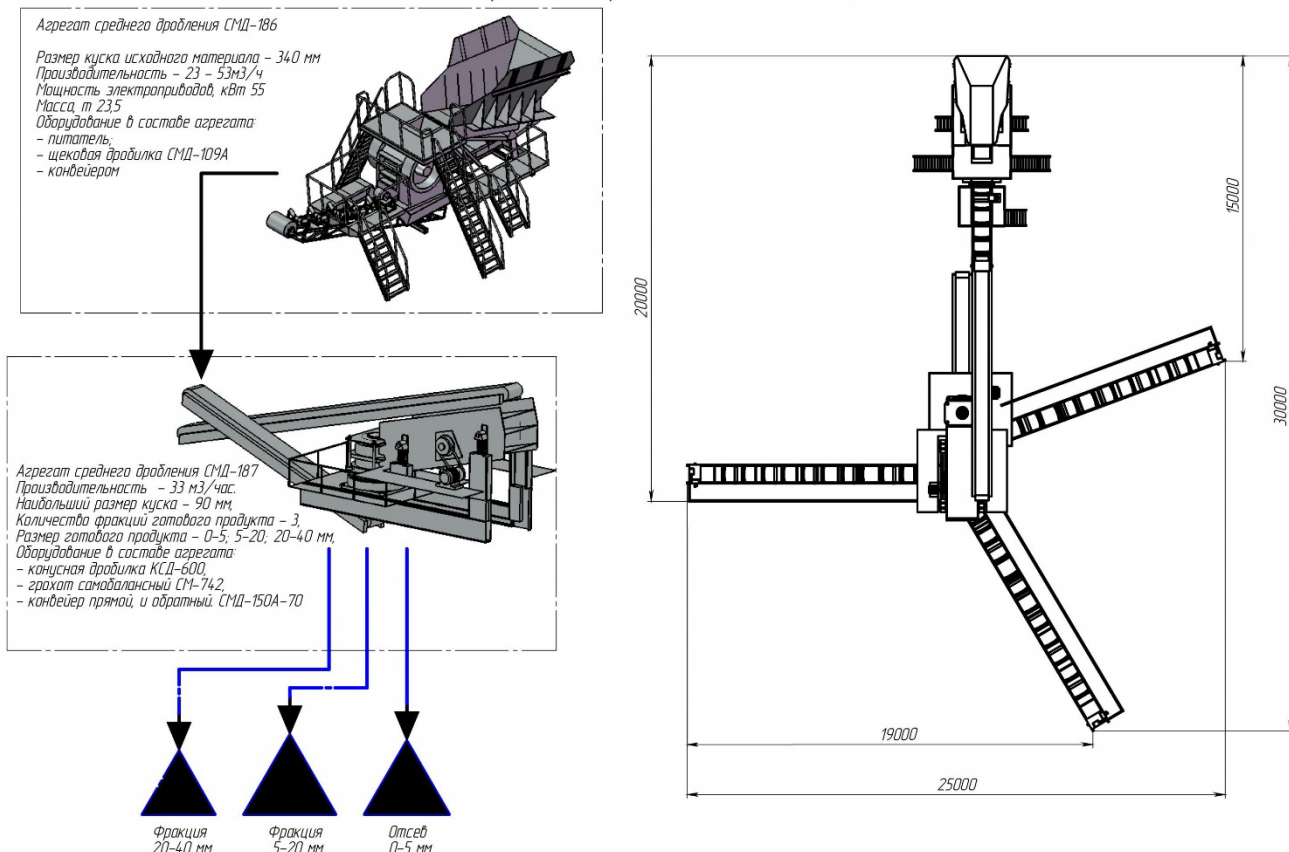 Агрегат среднего дробления СМД-186
Размер куска исходного материала - 340 мм
Производительность - 23 - 53м3/ч
Мощность электроприводов, кВт 55
Масса, т 23,5
Оборудование в составе агрегата:
- питатель;
- щековая дробилка СМД-109А
- конвейером
Агрегат среднего дробления СМД-187
Производительность - 33 м3/час.
Наибольший размер куска - 90 мм,
Количество фракций готового продукта - 3,
Размер готового продукта - 0-5; 5-20; 20-40 мм,
Оборудование в составе агрегата:
- конусная дробилка КСД-600,
- грохот самобалансный СМ-742,
- конвейер прямой, и обратный СМД-150А-70
Фракция
20-40 мм
Фракция
5-20 мм
Отсев
0-5 мм
20000
15000
30000
19000
25000